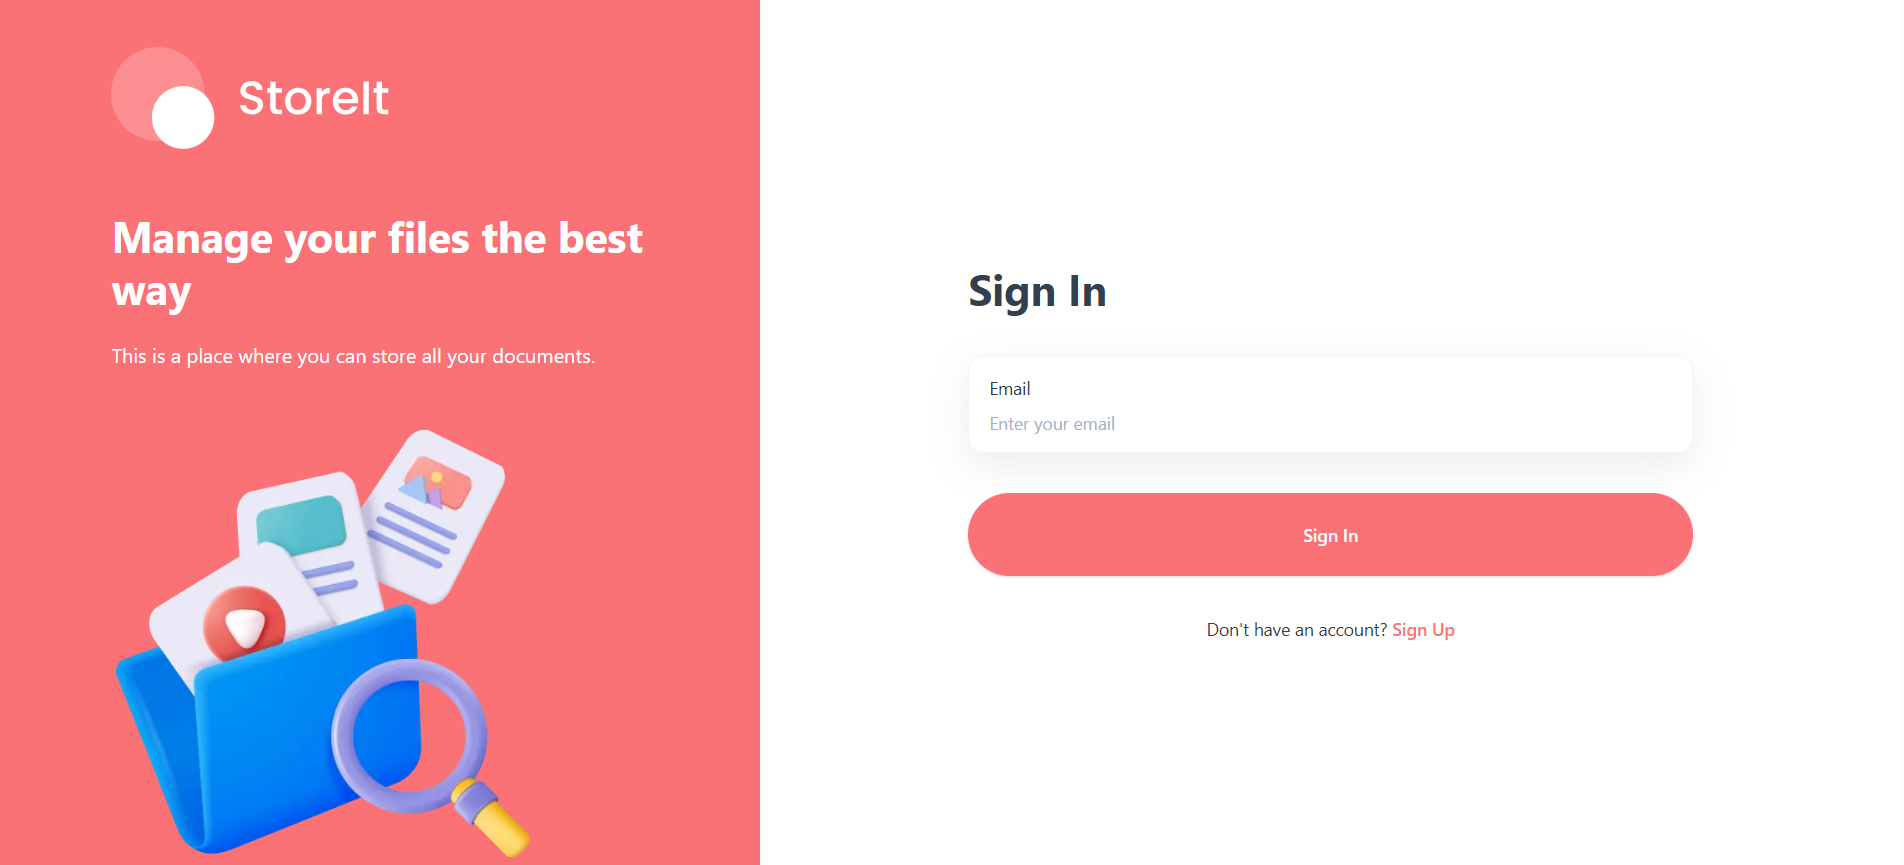 StoreIt
Manage your files the best
way
This is a place where you can store all your documents.
Sign In
Email
Enter your email
Sign In
Don't have an account? Sign Up